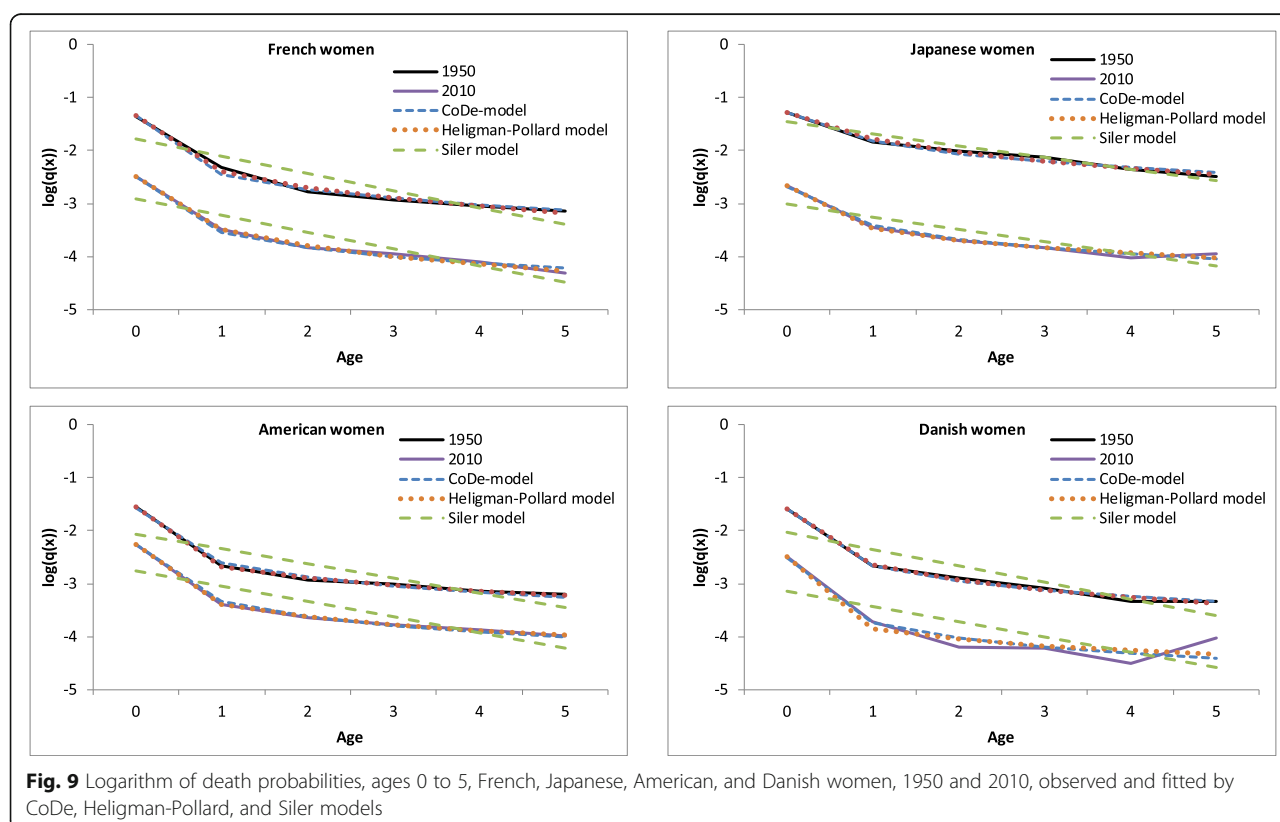 French women
1950
2010
CoDe-model
Heligman-Pollard model
Siler model
0
-1
-2
-3
-4
-5
log(q(x))
0 1 2 3 4 5
Age
Japanese women
1950
2010
CoDe-model
Heligman-Pollard model
Siler model
0
-1
-2
-3
-4
-5
log(q(x))
0 1 2 3 4 5
Age
American women
1950
2010
CoDe-model
Heligman-Pollard model
Siler model
0
-1
-2
-3
-4
-5
log(q(x))
0 1 2 3 4 5
Age
Danish women
1950
2010
CoDe-model
Heligman-Pollard model
Siler model
0
-1
-2
-3
-4
-5
log(q(x))
0 1 2 3 4 5
Age
Fig. 9 Logarithm of death probabilities, ages 0 to 5, French, Japanese, American, and Danish women, 1950 and 2010, observed and fitted by
CoDe, Heligman-Pollard, and Siler models